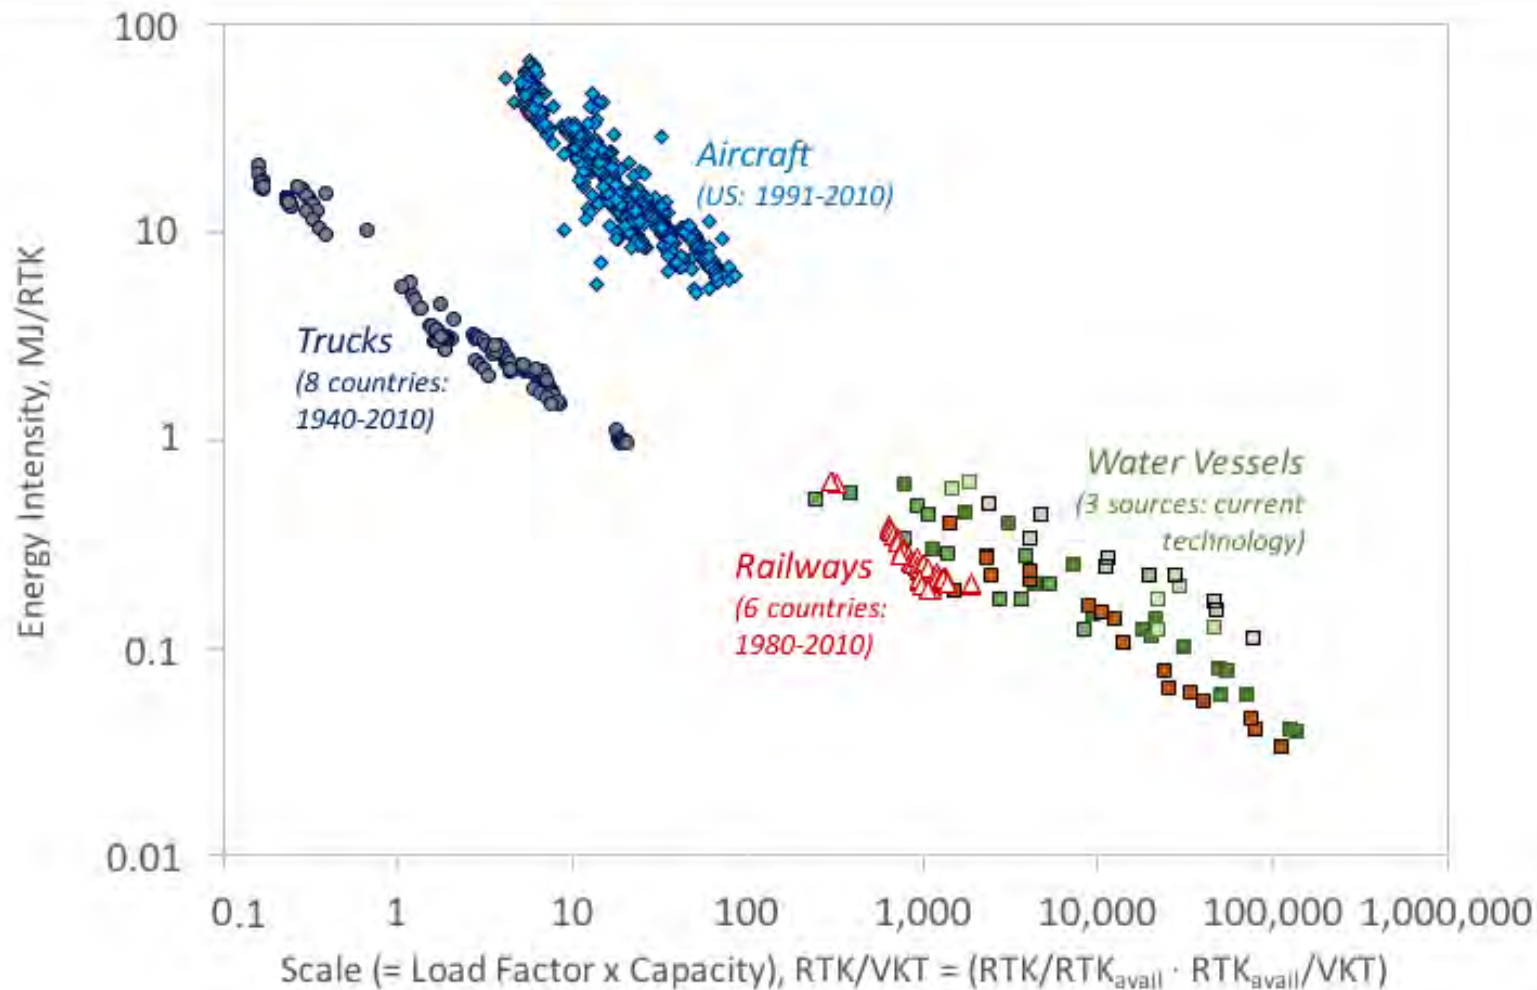 100
10
1
0.1
0.01
Energy Intensity, MJ/RTK
Aircraft
(US: 1991-2010)
Trucks
(8 countries:
1940-2010)
Water Vessels
(3 sources: current
technology)
Railways
(6 countries:
1980-2010)
0.1 1 10 100 1,000 10,000 100,000 1,000,000
Scale (= Load Factor x Capacity), RTK/VKT = (RTK/RTKavail · RTKavail/VKT)